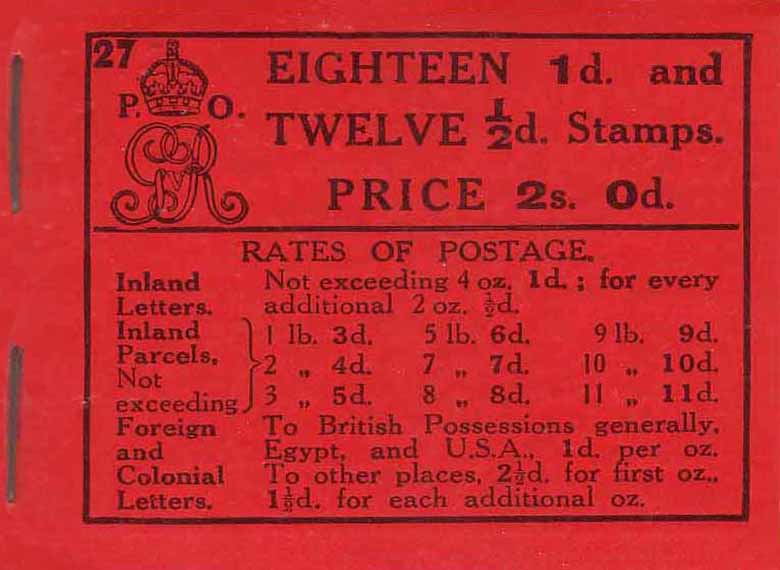 27
P. O.
GVR
EIGHTEEN 1d. and
TWELVE ½d. Stamps.
PRICE 2s. 0d.
RATES OF POSTAGE.
Inland Letters. Not exceeding 4 oz. 1d.; for every
additional 2 oz. ½d.
Inland Parcels, Not exceeding
1 lb. 3d. 5 lb. 6d. 9 lb. 9d.
2 „ 4d. 7 „ 7d. 10 „ 10d.
3 „ 5d. 8 „ 8d. 11 „ 11d.
Foreign and Colonial Letters.
To British Possessions generally,
Egypt, and U.S.A., 1d. per oz.
To other places, 2½d. for first oz.,
1½d. for each additional oz.